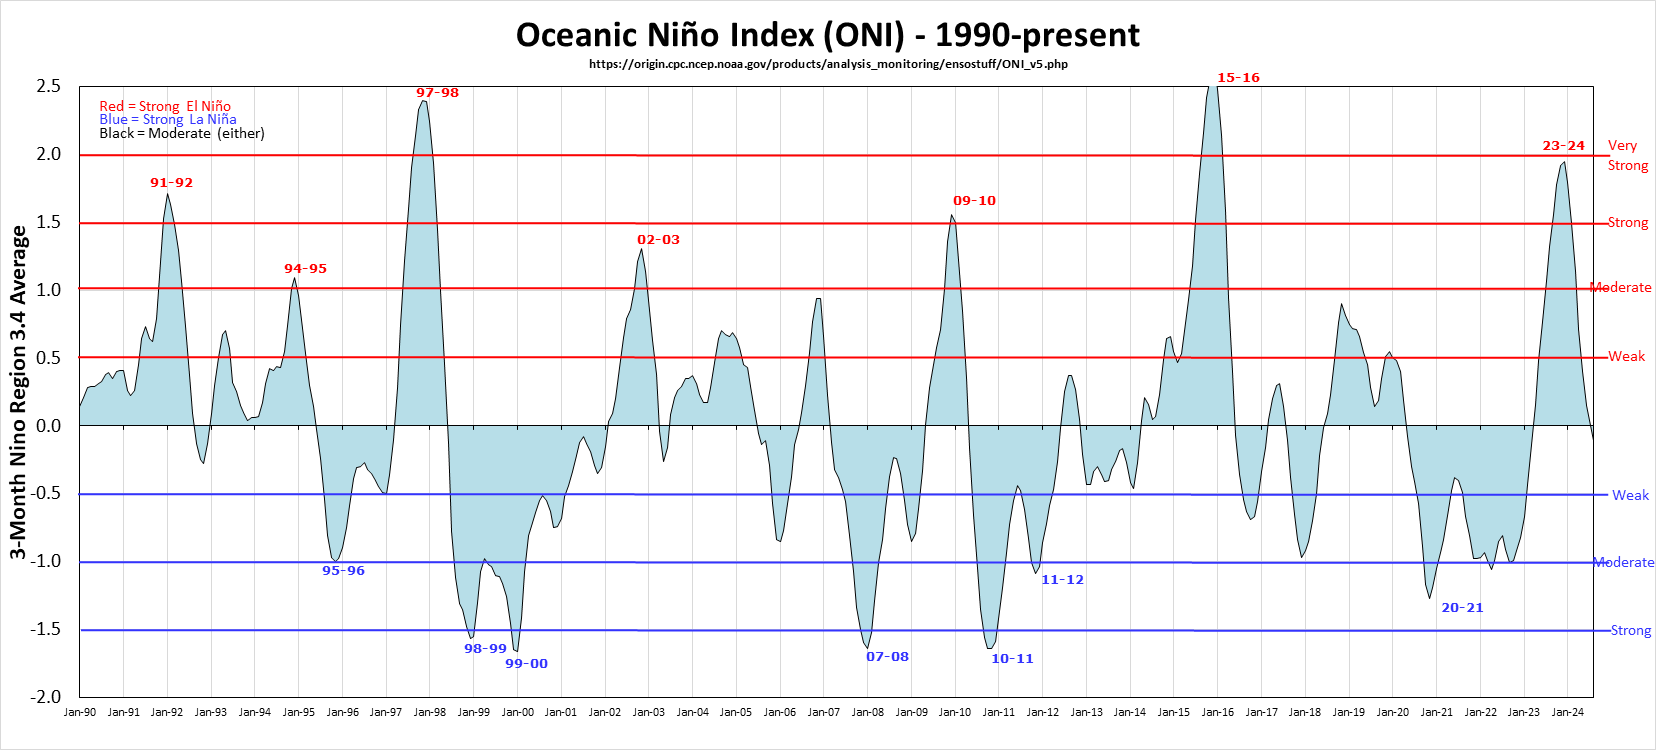 Oceanic Niño Index (ONI) - 1990-present
https://origin.cpc.ncep.noaa.gov/products/analysis_monitoring/ensostuff/ONI_v5.php
3-Month Nino Region 3.4 Average
2.5
2.0
1.5
1.0
0.5
0.0
-0.5
-1.0
-1.5
-2.0
Red = Strong El Niño
Blue = Strong La Niña
Black = Moderate (either)
91-92
94-95
95-96
97-98
98-99
99-00
02-03
07-08
09-10
10-11
11-12
15-16
20-21
23-24
Very
Strong
Strong
Moderate
Weak
Weak
Moderate
Strong
Jan-90 Jan-91 Jan-92 Jan-93 Jan-94 Jan-95 Jan-96 Jan-97 Jan-98 Jan-99 Jan-00 Jan-01 Jan-02 Jan-03 Jan-04 Jan-05 Jan-06 Jan-07 Jan-08 Jan-09 Jan-10 Jan-11 Jan-12 Jan-13 Jan-14 Jan-15 Jan-16 Jan-17 Jan-18 Jan-19 Jan-20 Jan-21 Jan-22 Jan-23 Jan-24